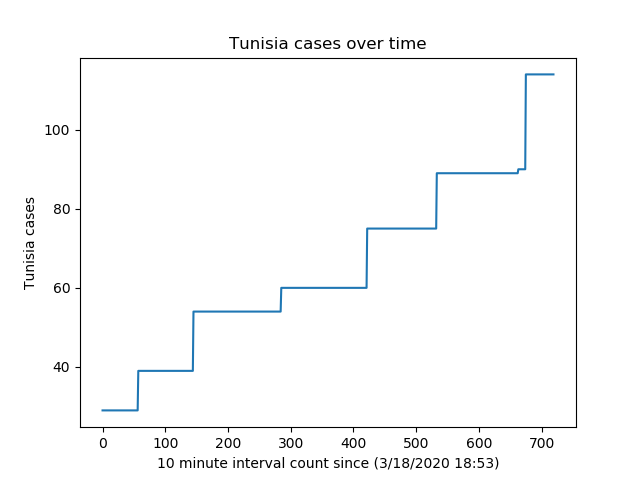 Tunisia cases over time
Tunisia cases
100
80
60
40
0 100 200 300 400 500 600 700
10 minute interval count since (3/18/2020 18:53)